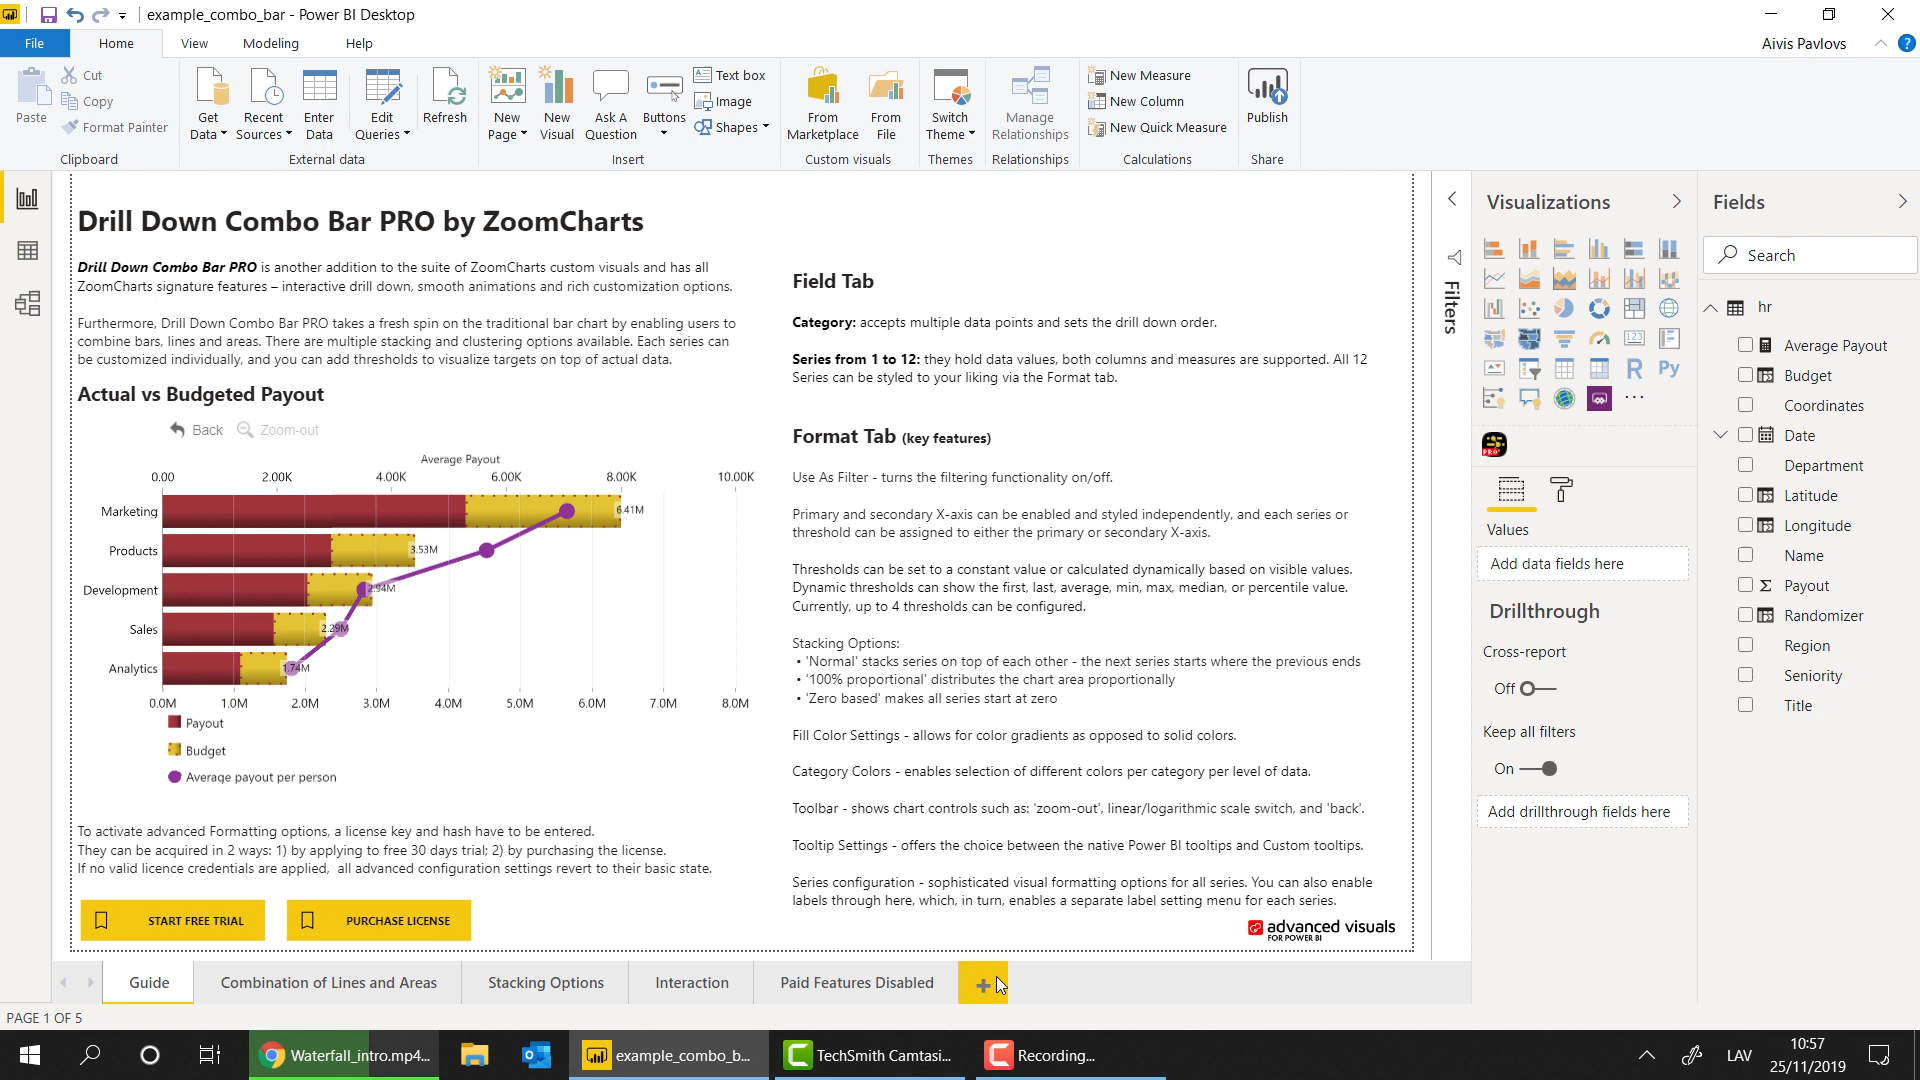 example_combo_bar - Power BI Desktop
File
Home
View
Modeling
Help
Aivis Pavlovs
?
Paste
Cut
Copy
Format Painter
Clipboard
Get Data
Recent Sources
Enter Data
Edit Queries
Refresh
External data
New Page
New Visual
Ask A Question
Buttons
Text box
Image
Shapes
Insert
From Marketplace
From File
Custom visuals
Switch Theme
Themes
Manage Relationships
Relationships
New Measure
New Column
New Quick Measure
Calculations
Publish
Share
Drill Down Combo Bar PRO by ZoomCharts
Drill Down Combo Bar PRO is another addition to the suite of ZoomCharts custom visuals and has all
ZoomCharts signature features – interactive drill down, smooth animations and rich customization options.
Furthermore, Drill Down Combo Bar PRO takes a fresh spin on the traditional bar chart by enabling users to
combine bars, lines and areas. There are multiple stacking and clustering options available. Each series can
be customized individually, and you can add thresholds to visualize targets on top of actual data.
Actual vs Budgeted Payout
Back
Zoom-out
Average Payout
0.00 2.00K 4.00K 6.00K 8.00K 10.00K
Marketing 6.41M
Products 3.53M
Development 2.94M
Sales 2.29M
Analytics 1.74M
0.0M 1.0M 2.0M 3.0M 4.0M 5.0M 6.0M 7.0M 8.0M
Payout
Budget
Average payout per person
To activate advanced Formatting options, a license key and hash have to be entered.
They can be acquired in 2 ways: 1) by applying to free 30 days trial; 2) by purchasing the license.
If no valid licence credentials are applied, all advanced configuration settings revert to their basic state.
START FREE TRIAL
PURCHASE LICENSE
Field Tab
Category: accepts multiple data points and sets the drill down order.
Series from 1 to 12: they hold data values, both columns and measures are supported. All 12
Series can be styled to your liking via the Format tab.
Format Tab (key features)
Use As Filter - turns the filtering functionality on/off.
Primary and secondary X-axis can be enabled and styled independently, and each series or
threshold can be assigned to either the primary or secondary X-axis.
Thresholds can be set to a constant value or calculated dynamically based on visible values.
Dynamic thresholds can show the first, last, average, min, max, median, or percentile value.
Currently, up to 4 thresholds can be configured.
Stacking Options:
• 'Normal' stacks series on top of each other - the next series starts where the previous ends
• '100% proportional' distributes the chart area proportionally
• 'Zero based' makes all series start at zero
Fill Color Settings - allows for color gradients as opposed to solid colors.
Category Colors - enables selection of different colors per category per level of data.
Toolbar - shows chart controls such as: 'zoom-out', linear/logarithmic scale switch, and 'back'.
Tooltip Settings - offers the choice between the native Power BI tooltips and Custom tooltips.
Series configuration - sophisticated visual formatting options for all series. You can also enable
labels through here, which, in turn, enables a separate label setting menu for each series.
advanced visuals
FOR POWER BI
Filters
Visualizations
123
R
Py
PRO
Values
Add data fields here
Drillthrough
Cross-report
Off
Keep all filters
On
Add drillthrough fields here
Fields
Search
hr
Average Payout
Budget
Coordinates
Date
Department
Latitude
Longitude
Name
Payout
Randomizer
Region
Seniority
Title
Guide
Combination of Lines and Areas
Stacking Options
Interaction
Paid Features Disabled
+
PAGE 1 OF 5
Waterfall_intro.mp4...
example_combo_b...
TechSmith Camtasi...
Recording...
LAV
10:57
25/11/2019